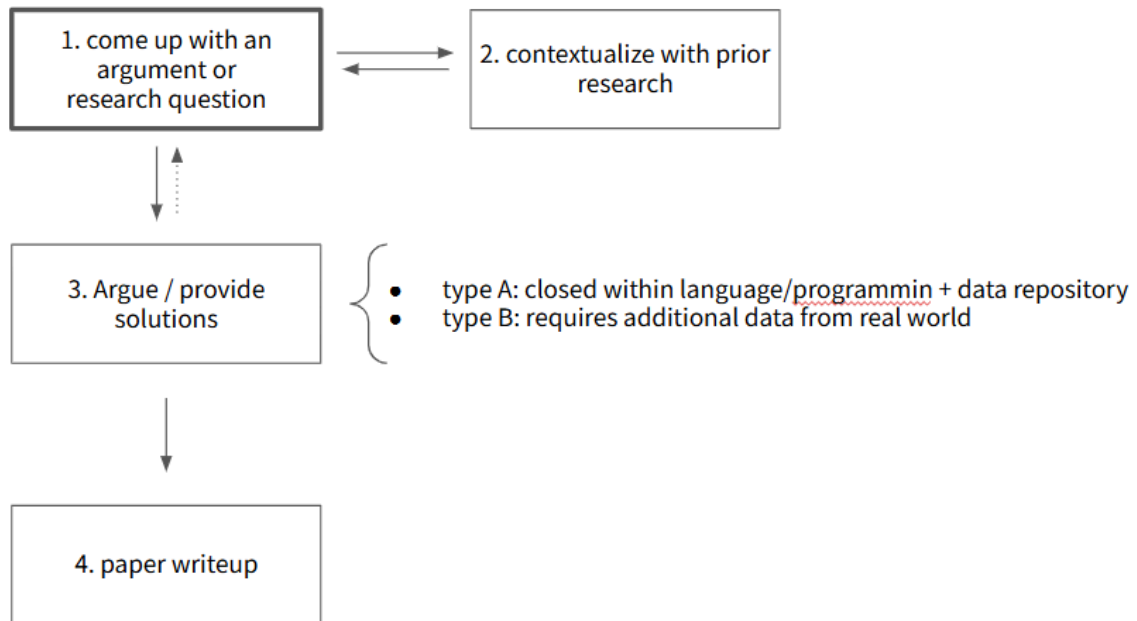 1. come up with an
argument or
research question
2. contextualize with prior
research
3. Argue / provide
solutions
● type A: closed within language/programmin + data repository
● type B: requires additional data from real world
4. paper writeup